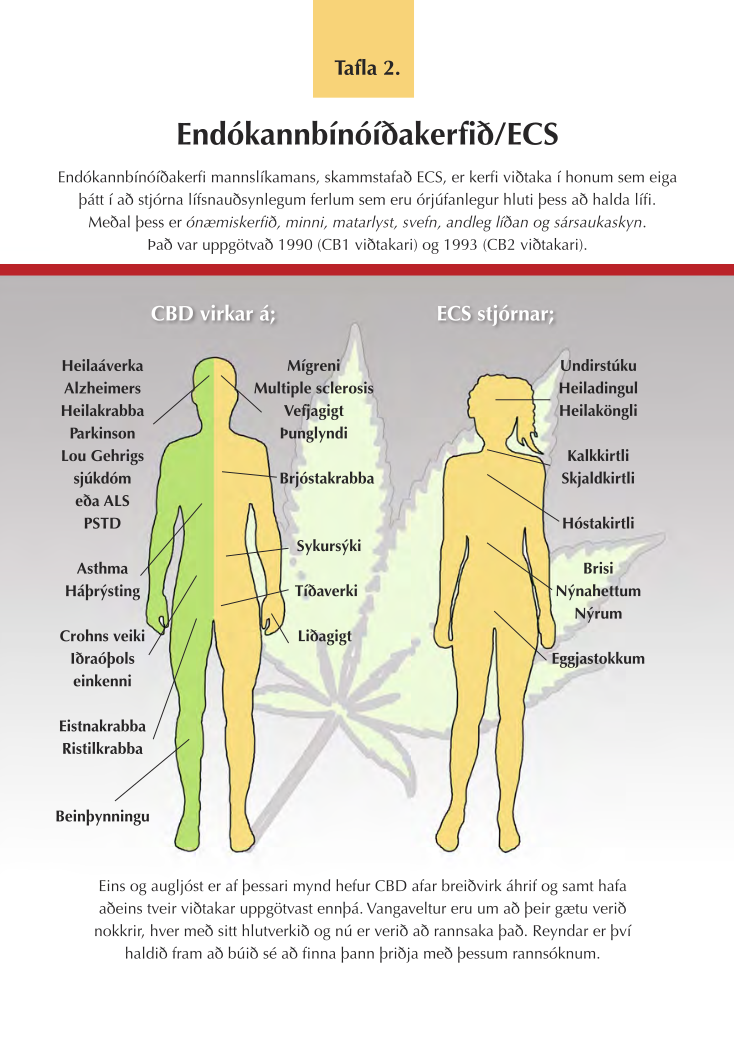 Tafla 2.
Endókannbínóíðakerfið/ECS
Endókannbínóíðakerfi mannslíkamans, skammstafað ECS, er kerfi viðtaka í honum sem eiga
þátt í að stjórna lífsnauðsynlegum ferlum sem eru órjúfanlegur hluti þess að halda lífi.
Meðal þess er ónæmiskerfið, minni, matarlyst, svefn, andleg líðan og sársaukaskyn.
Það var uppgötvað 1990 (CB1 viðtakari) og 1993 (CB2 viðtakari).
CBD virkar á;
Heilaáverka
Alzheimers
Heilakrabba
Parkinson
Lou Gehrigs
sjúkdóm
eða ALS
PSTD
Asthma
Háþrýsting
Crohns veiki
Iðraóþols
einkenni
Eistnakrabba
Ristilkrabba
Beinþynningu
Mígreni
Multiple sclerosis
Vefjagigt
Þunglyndi
Brjóstakrabba
Sykursýki
Tíðaverki
Liðagigt
ECS stjórnar;
Undirstúku
Heiladingul
Heilaköngli
Kalkkirtli
Skjaldkirtli
Hóstakirtli
Brisi
Nýnahettum
Nýrum
Eggjastokkum
Eins og augljóst er af þessari mynd hefur CBD afar breiðvirk áhrif og samt hafa
aðeins tveir viðtakar uppgötvast ennþá. Vangaveltur eru um að þeir gætu verið
nokkrir, hver með sitt hlutverkið og nú er verið að rannsaka það. Reyndar er því
haldið fram að búið sé að finna þann þriðja með þessum rannsóknum.